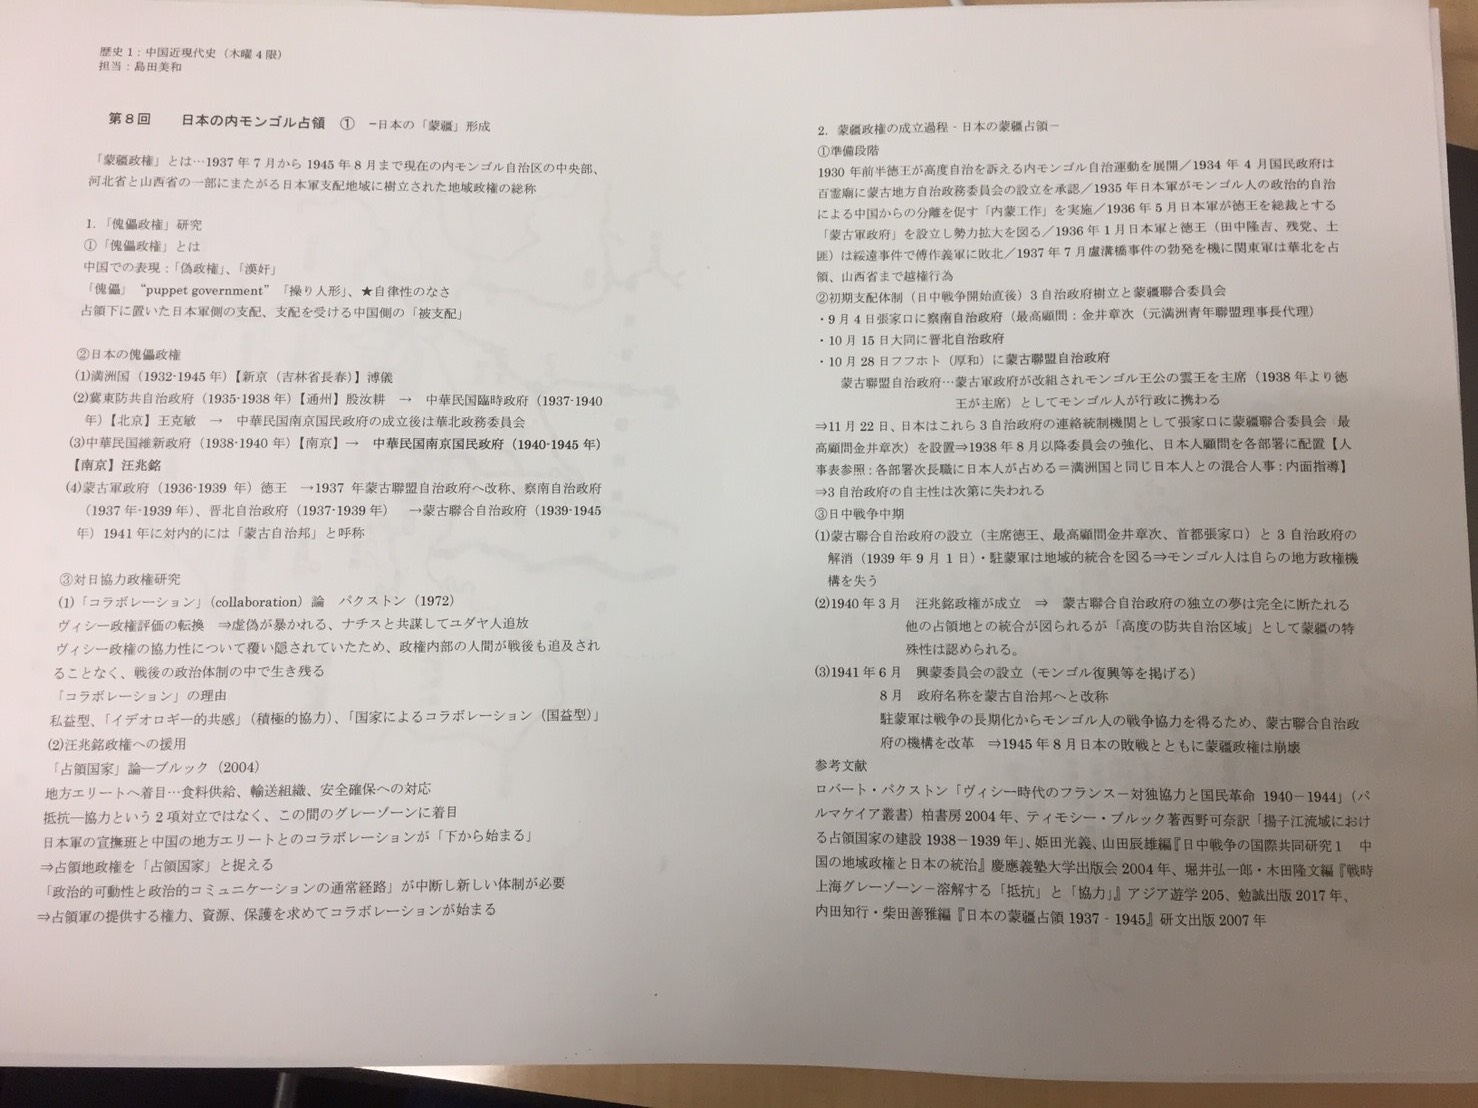 歴史1：中国近現代史（木曜4限）
担当：島田美和
第8回　日本の内モンゴル占領　①　－日本の「蒙疆」形成
「蒙疆政権」とは…1937年7月から1945年8月まで現在の内モンゴル自治区の中央部、
河北省と山西省の一部にまたがる日本軍支配地域に樹立された地域政権の総称
1.「傀儡政権」研究
①「傀儡政権」とは
中国での表現：「偽政権」、「漢奸」
「傀儡」 “puppet government” 「操り人形」、★自律性のなさ
占領下に置いた日本軍側の支配、支配を受ける中国側の「被支配」
②日本の傀儡政権
(1)満洲国（1932-1945年）【新京（吉林省長春）】溥儀
(2)冀東防共自治政府（1935-1938年）【通州】殷汝耕　→　中華民国臨時政府（1937-1940
年）【北京】王克敏　→　中華民国南京国民政府の成立後は華北政務委員会
(3)中華民国維新政府（1938-1940年）【南京】→　中華民国南京国民政府（1940-1945年）
【南京】汪兆銘
(4)蒙古軍政府（1936-1939年）徳王　→1937年蒙古聯盟自治政府へ改称、察南自治政府
（1937年-1939年）、晋北自治政府（1937-1939年）　→蒙古聯合自治政府（1939-1945
年）1941年に対内的には「蒙古自治邦」と呼称
③対日協力政権研究
(1)「コラボレーション」（collaboration）論　パクストン（1972）
ヴィシー政権評価の転換　⇒虚偽が暴かれる、ナチスと共謀してユダヤ人追放
ヴィシー政権の協力性について覆い隠されていたため、政権内部の人間が戦後も追及され
ることなく、戦後の政治体制の中で生き残る
「コラボレーション」の理由
私益型、「イデオロギー的共感」（積極的協力）、「国家によるコラボレーション（国益型）」
(2)汪兆銘政権への援用
「占領国家」論―ブルック（2004）
地方エリートへ着目…食料供給、輸送組織、安全確保への対応
抵抗―協力という2項対立ではなく、この間のグレーゾーンに着目
日本軍の宣撫班と中国の地方エリートとのコラボレーションが「下から始まる」
⇒占領地政権を「占領国家」と捉える
「政治的可動性と政治的コミュニケーションの通常経路」が中断し新しい体制が必要
⇒占領軍の提供する権力、資源、保護を求めてコラボレーションが始まる
2. 蒙疆政権の成立過程‐日本の蒙疆占領－
①準備段階
1930年前半徳王が高度自治を訴える内モンゴル自治運動を展開／1934年4月国民政府は
百霊廟に蒙古地方自治政務委員会の設立を承認／1935年日本軍がモンゴル人の政治的自治
による中国からの分離を促す「内蒙工作」を実施／1936年5月日本軍が徳王を総裁とする
「蒙古軍政府」を設立し勢力拡大を図る／1936年1月日本軍と徳王（田中隆吉、残党、土
匪）は綏遠事件で傅作義軍に敗北／1937年7月盧溝橋事件の勃発を機に関東軍は華北を占
領、山西省まで越権行為
②初期支配体制（日中戦争開始直後）3自治政府樹立と蒙疆聯合委員会
・9月4日張家口に察南自治政府（最高顧問：金井章次（元満洲青年聯盟理事長代理）
・10月15日大同に晋北自治政府
・10月28日フフホト（厚和）に蒙古聯盟自治政府
蒙古聯盟自治政府…蒙古軍政府が改組されモンゴル王公の雲王を主席（1938年より徳
王が主席）としてモンゴル人が行政に携わる
⇒11月22日、日本はこれら3自治政府の連絡統制機関として張家口に蒙疆聯合委員会（最
高顧問金井章次）を設置⇒1938年8月以降委員会の強化、日本人顧問を各部署に配置【人
事表参照：各部署次長職に日本人が占める＝満洲国と同じ日本人との混合人事：内面指導】
⇒3自治政府の自主性は次第に失われる
③日中戦争中期
(1)蒙古聯合自治政府の設立（主席徳王、最高顧問金井章次、首都張家口）と3自治政府の
解消（1939年9月1日）・駐蒙軍は地域的統合を図る⇒モンゴル人は自らの地方政権機
構を失う
(2)1940年3月　汪兆銘政権が成立　⇒　蒙古聯合自治政府の独立の夢は完全に断たれる
他の占領地との統合が図られるが「高度の防共自治区域」として蒙疆の特
殊性は認められる。
(3)1941年6月　興蒙委員会の設立（モンゴル復興等を掲げる）
8月　政府名称を蒙古自治邦へと改称
駐蒙軍は戦争の長期化からモンゴル人の戦争協力を得るため、蒙古聯合自治政
府の機構を改革　⇒1945年8月日本の敗戦とともに蒙疆政権は崩壊
参考文献
ロバート・パクストン「ヴィシー時代のフランス－対独協力と国民革命 1940－1944」（パ
ルマケイア叢書）柏書房2004年、ティモシー・ブルック著西野可奈訳「揚子江流域におけ
る占領国家の建設 1938－1939年」、姫田光義、山田辰雄編『日中戦争の国際共同研究1　中
国の地域政権と日本の統治』慶應義塾大学出版会2004年、堀井弘一郎・木田隆文編『戦時
上海グレーゾーン－溶解する「抵抗」と「協力」』アジア遊学205、勉誠出版2017年、
内田知行・柴田善雅編『日本の蒙疆占領 1937‐1945』研文出版2007年